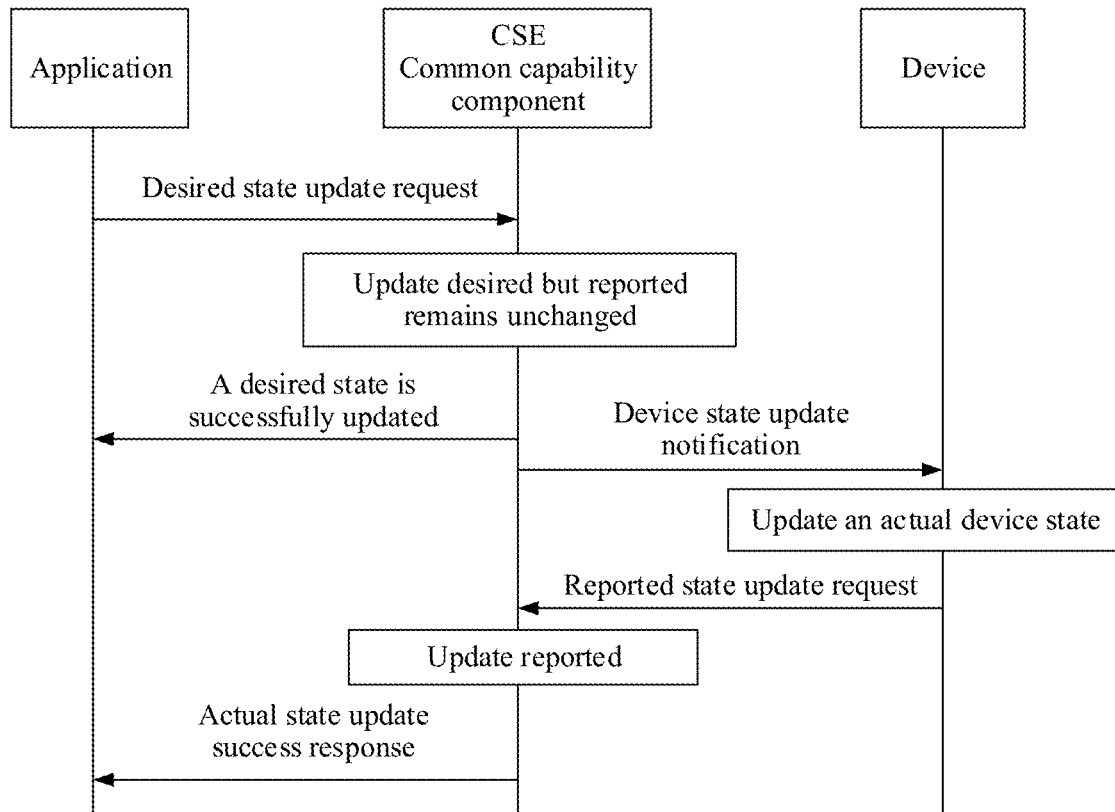 Application
CSE
Common capability
component
Device
Desired state update request
Update desired but reported
remains unchanged
A desired state is
successfully updated
Device state update
notification
Update an actual device state
Reported state update request
Update reported
Actual state update
success response